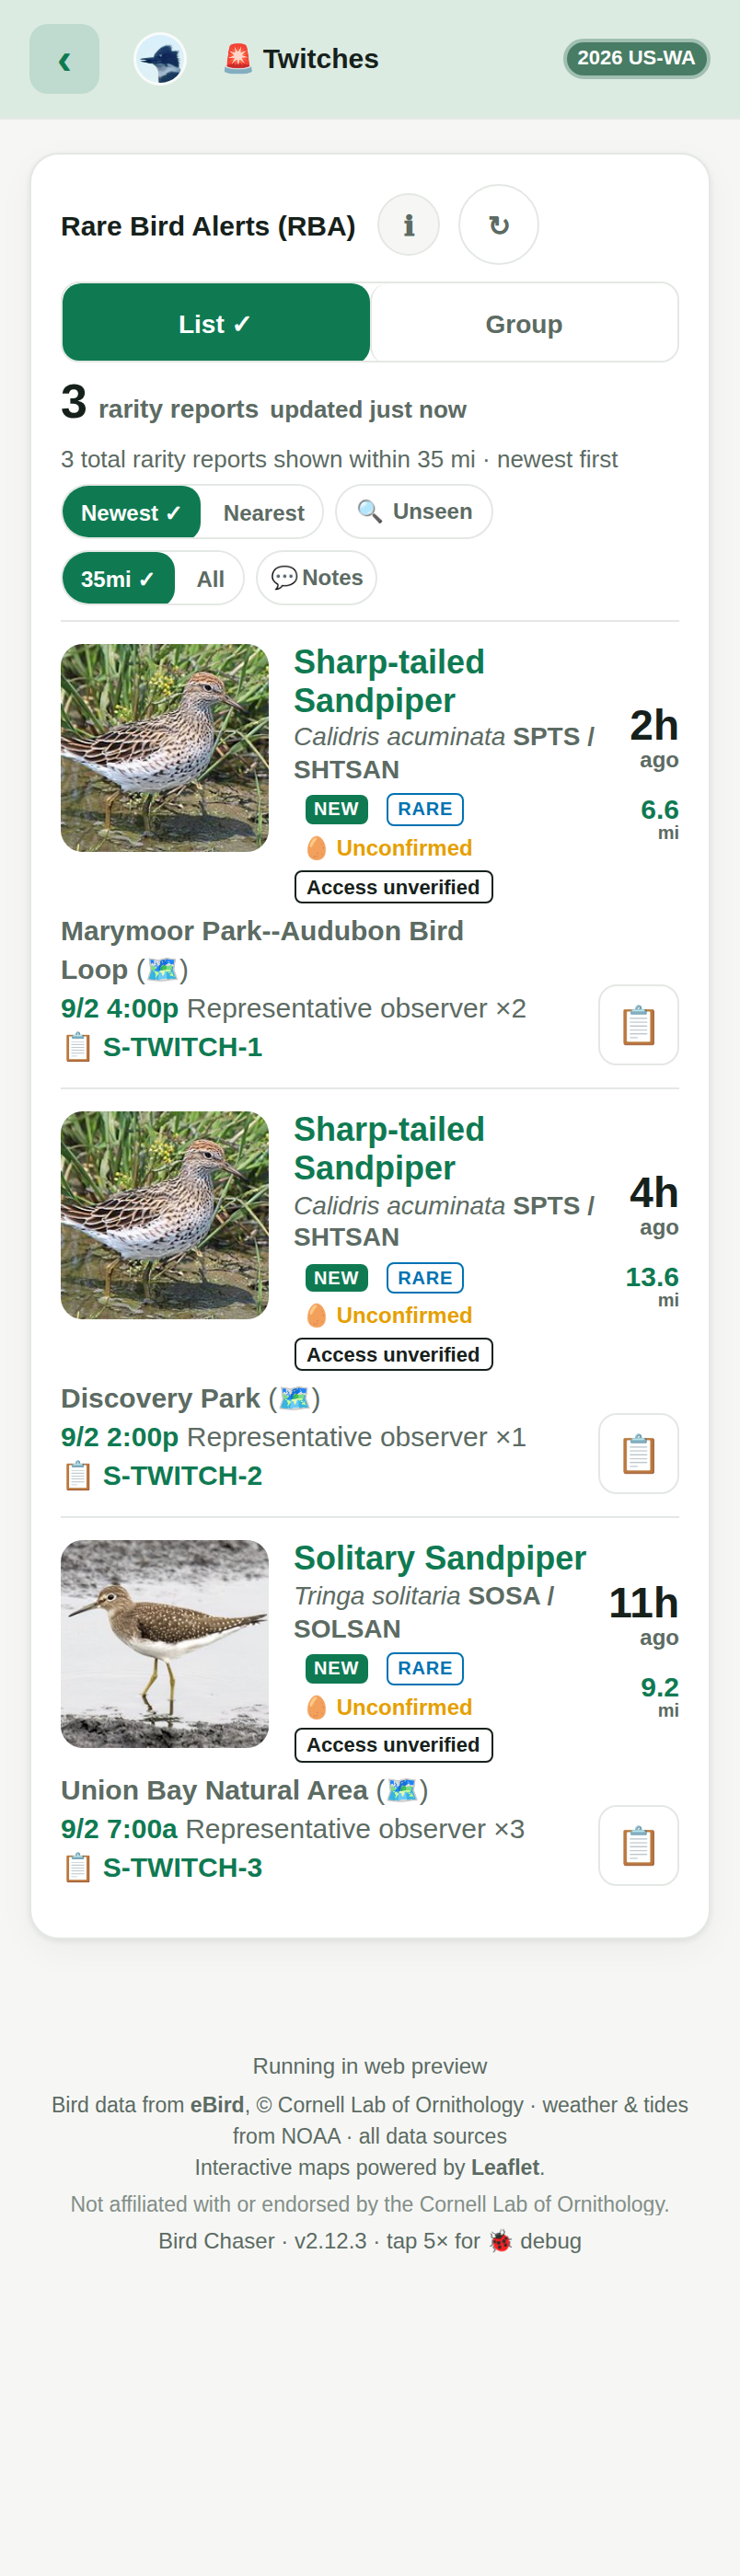 ‹ 🚨 Twitches 2026 US-WA
Rare Bird Alerts (RBA) ℹ ↻
List ✓ Group
3 rarity reports updated just now
3 total rarity reports shown within 35 mi · newest first
Newest ✓ Nearest 🔍 Unseen
35mi ✓ All 💬 Notes
Sharp-tailed
Sandpiper
Calidris acuminata SPTS /
SHTSAN
2h
ago
6.6
mi
NEW RARE
🥚 Unconfirmed
Access unverified
Marymoor Park--Audubon Bird
Loop (🗺️)
9/2 4:00p Representative observer ×2
📋 S-TWITCH-1
📋
Sharp-tailed
Sandpiper
Calidris acuminata SPTS /
SHTSAN
4h
ago
13.6
mi
NEW RARE
🥚 Unconfirmed
Access unverified
Discovery Park (🗺️)
9/2 2:00p Representative observer ×1
📋 S-TWITCH-2
📋
Solitary Sandpiper
Tringa solitaria SOSA /
SOLSAN
11h
ago
9.2
mi
NEW RARE
🥚 Unconfirmed
Access unverified
Union Bay Natural Area (🗺️)
9/2 7:00a Representative observer ×3
📋 S-TWITCH-3
📋
Running in web preview
Bird data from eBird, © Cornell Lab of Ornithology · weather & tides
from NOAA · all data sources
Interactive maps powered by Leaflet.
Not affiliated with or endorsed by the Cornell Lab of Ornithology.
Bird Chaser · v2.12.3 · tap 5× for 🐞 debug